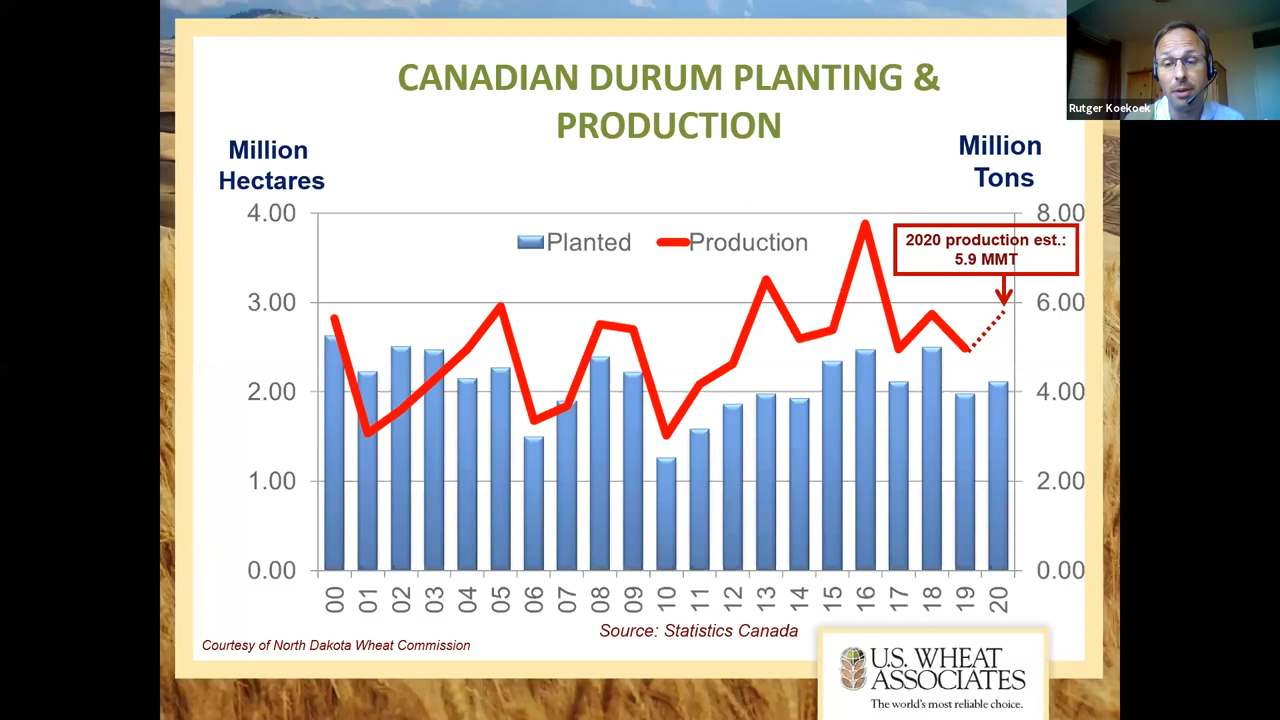 CANADIAN DURUM PLANTING &
PRODUCTION
Rutger Koekoek
Million
Hectares
Million
Tons
4.00
3.00
2.00
1.00
0.00
8.00
6.00
4.00
2.00
0.00
Planted
Production
2020 production est.:
5.9 MMT
00 01 02 03 04 05 06 07 08 09 10 11 12 13 14 15 16 17 18 19 20
Source: Statistics Canada
Courtesy of North Dakota Wheat Commission
U.S. WHEAT
ASSOCIATES
The world's most reliable choice.